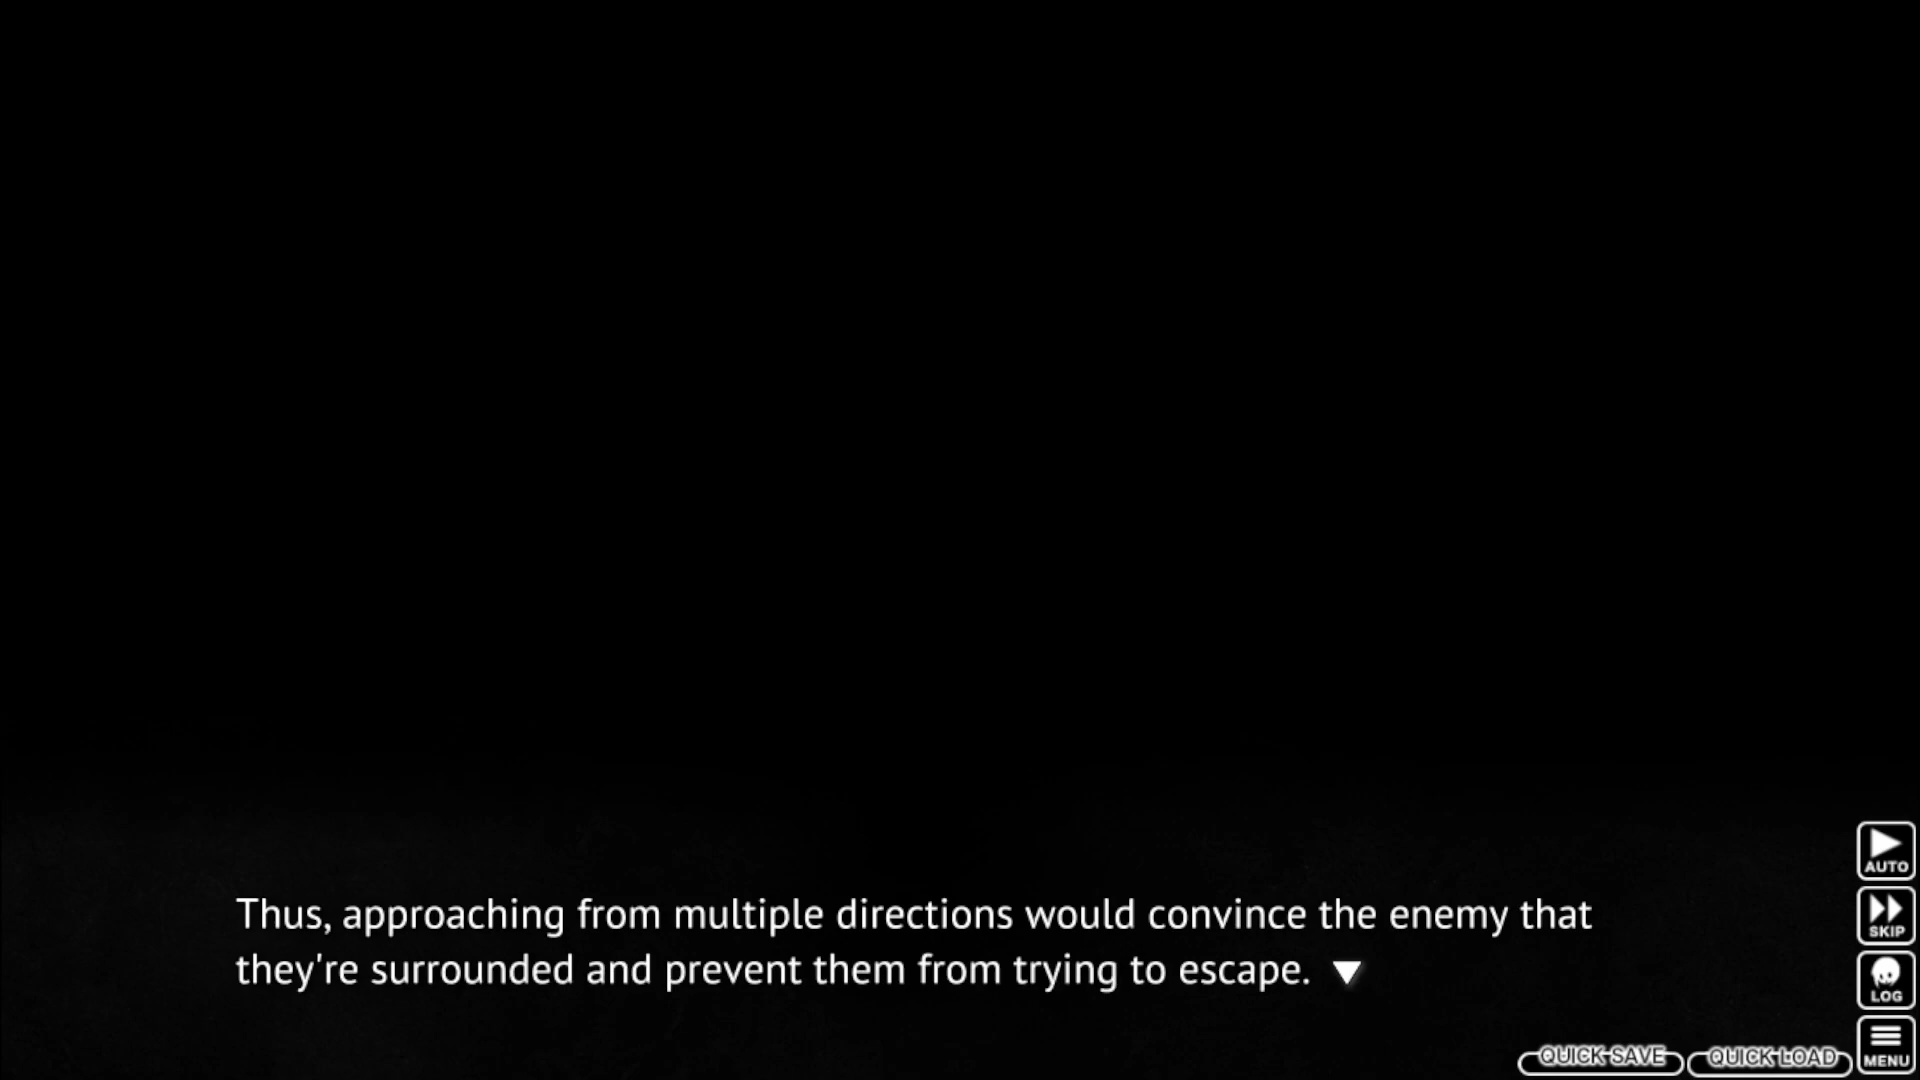 Thus, approaching from multiple directions would convince the enemy that
they're surrounded and prevent them from trying to escape.
AUTO
SKIP
LOG
MENU
QUICK SAVE
QUICK LOAD